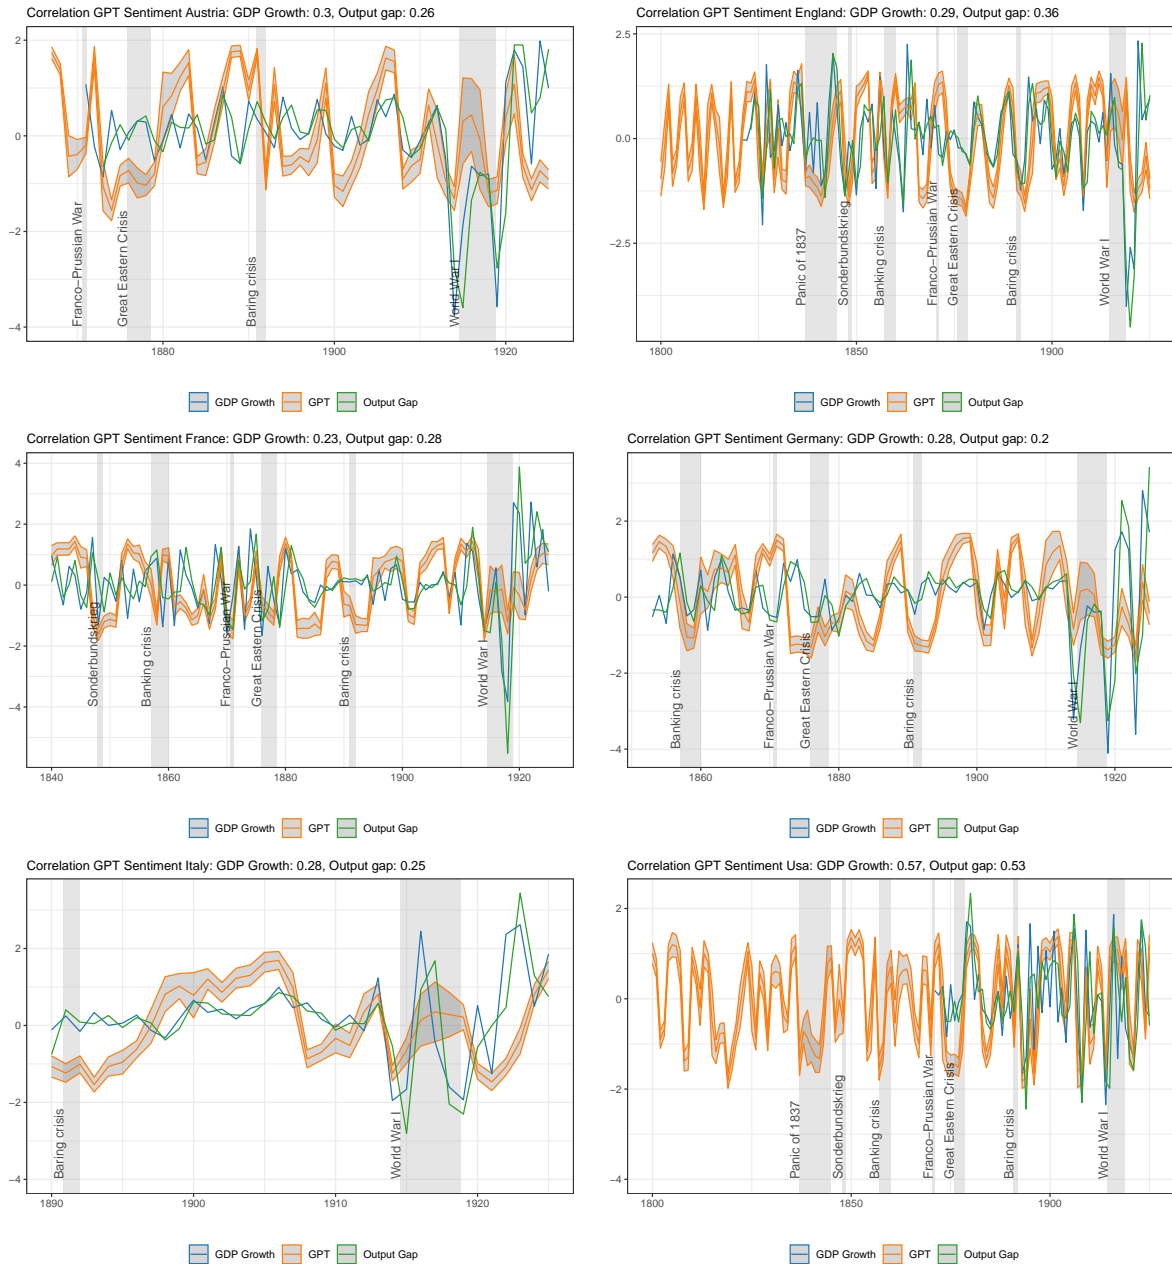 Correlation GPT Sentiment Austria: GDP Growth: 0.3, Output gap: 0.26
2
0
−2
−4
Franco−Prussian War
Great Eastern Crisis
Baring crisis
World War I
1880
1900
1920
GDP Growth
GPT
Output Gap
Correlation GPT Sentiment England: GDP Growth: 0.29, Output gap: 0.36
2.5
0.0
−2.5
Panic of 1837
Sonderbundskrieg
Banking crisis
Franco−Prussian War
Great Eastern Crisis
Baring crisis
World War I
1800
1850
1900
GDP Growth
GPT
Output Gap
Correlation GPT Sentiment France: GDP Growth: 0.23, Output gap: 0.28
4
2
0
−2
−4
Sonderbundskrieg
Banking crisis
Franco−Prussian War
Great Eastern Crisis
Baring crisis
World War I
1840
1860
1880
1900
1920
GDP Growth
GPT
Output Gap
Correlation GPT Sentiment Germany: GDP Growth: 0.28, Output gap: 0.2
2
0
−2
−4
Banking crisis
Franco−Prussian War
Great Eastern Crisis
Baring crisis
World War I
1860
1880
1900
1920
GDP Growth
GPT
Output Gap
Correlation GPT Sentiment Italy: GDP Growth: 0.28, Output gap: 0.25
2
0
−2
−4
Baring crisis
World War I
1890
1900
1910
1920
GDP Growth
GPT
Output Gap
Correlation GPT Sentiment Usa: GDP Growth: 0.57, Output gap: 0.53
2
0
−2
−4
Panic of 1837
Sonderbundskrieg
Banking crisis
Franco−Prussian War
Great Eastern Crisis
Baring crisis
World War I
1800
1850
1900
GDP Growth
GPT
Output Gap